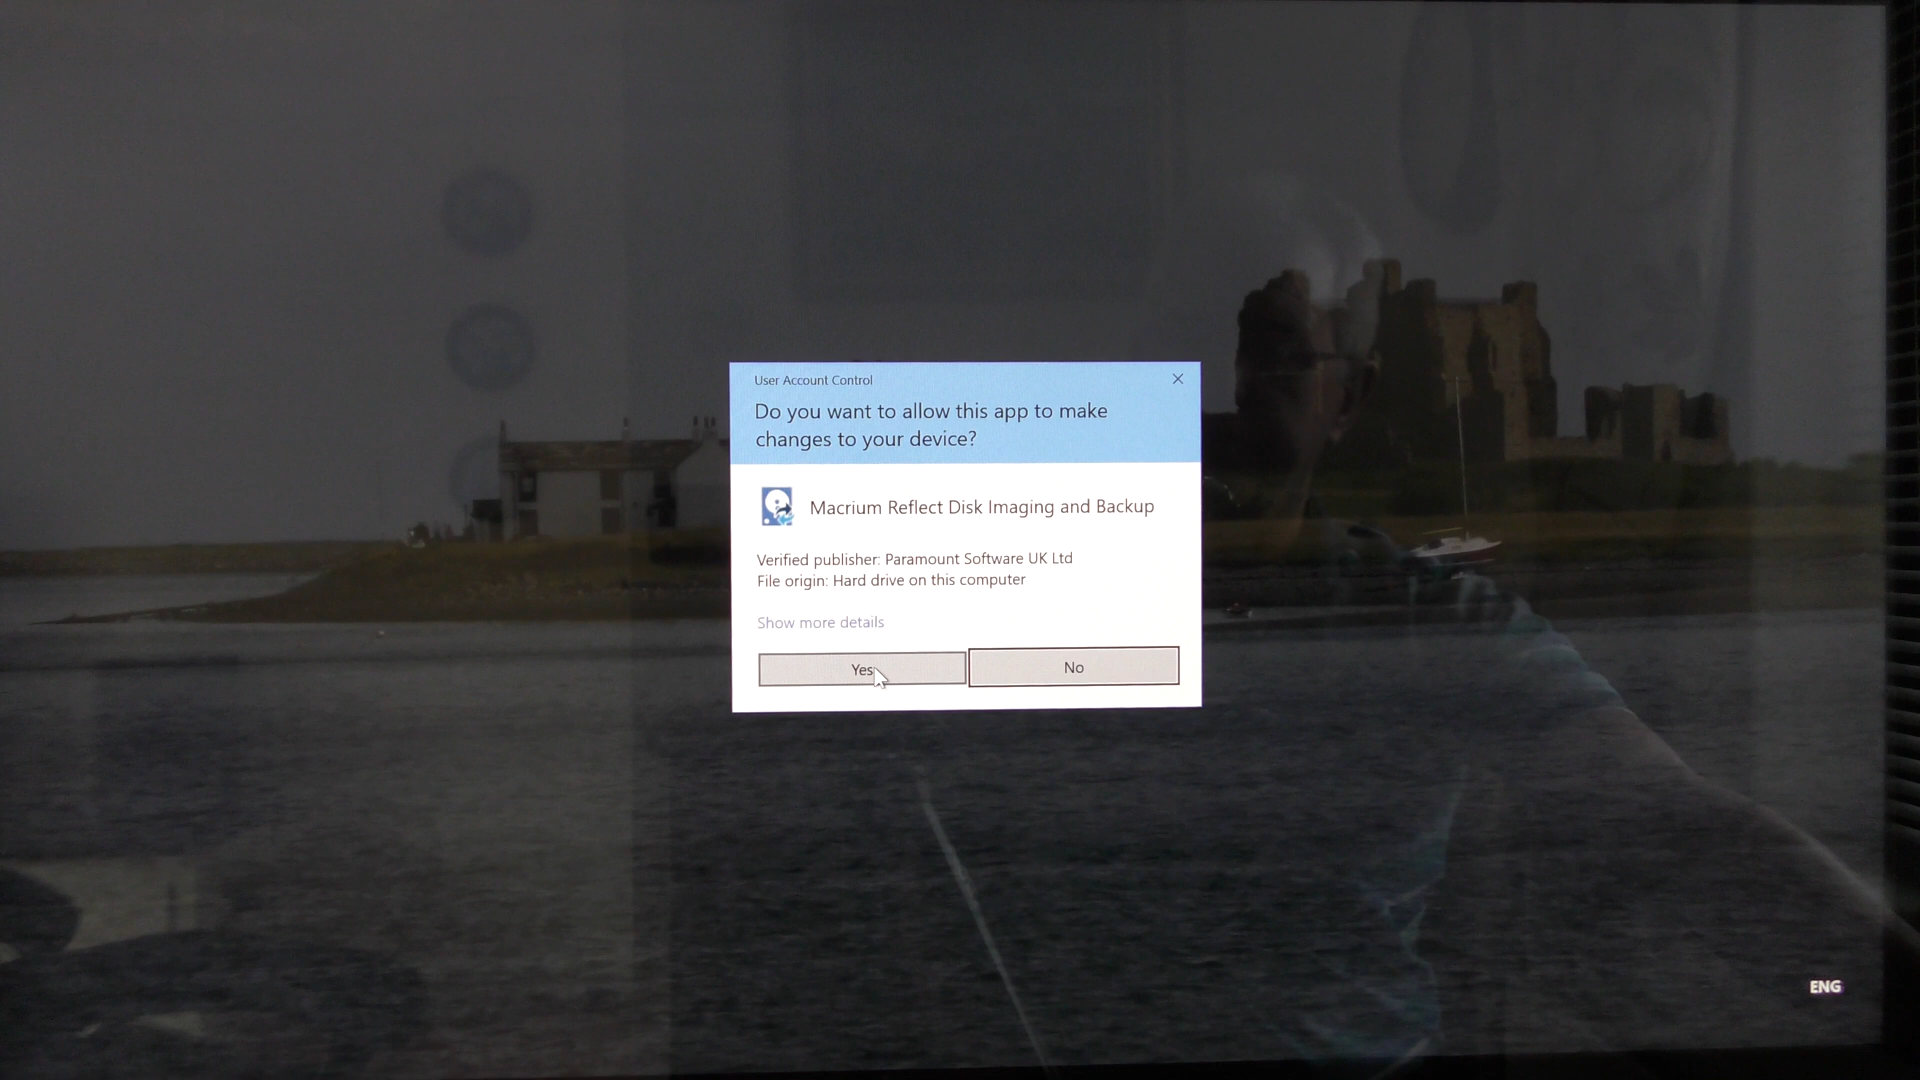 User Account Control
Do you want to allow this app to make
changes to your device?
Macrium Reflect Disk Imaging and Backup
Verified publisher: Paramount Software UK Ltd
File origin: Hard drive on this computer
Show more details
Yes
No
ENG